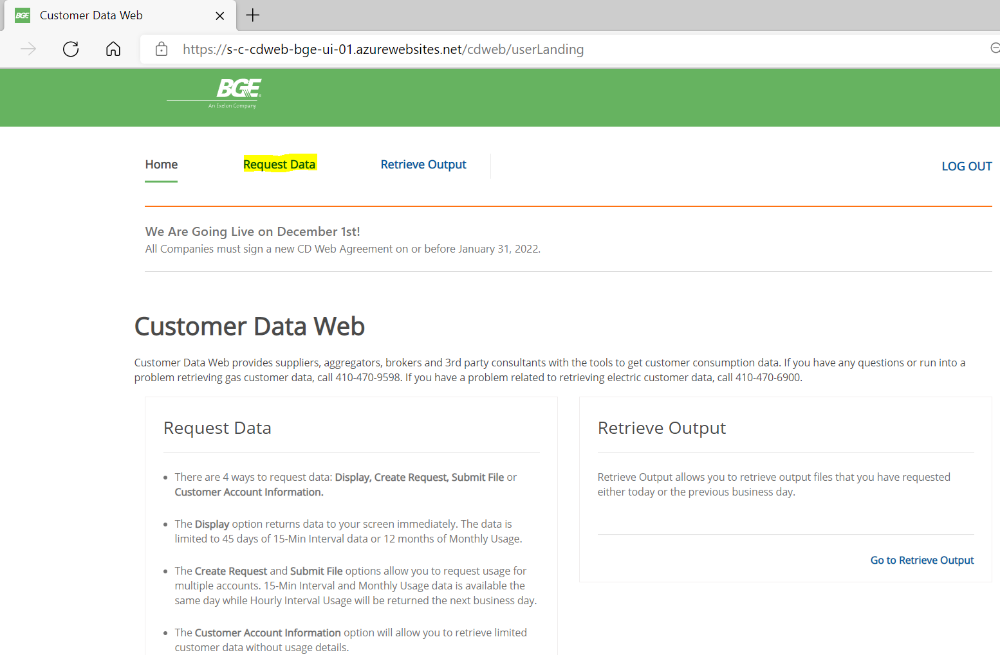 BGE Customer Data Web
https://s-c-cdweb-bge-ui-01.azurewebsites.net/cdweb/userLanding
BGE
An Exelon Company
Home Request Data Retrieve Output LOG OUT
We Are Going Live on December 1st!
All Companies must sign a new CD Web Agreement on or before January 31, 2022.
Customer Data Web
Customer Data Web provides suppliers, aggregators, brokers and 3rd party consultants with the tools to get customer consumption data. If you have any questions or run into a
problem retrieving gas customer data, call 410-470-9598. If you have a problem related to retrieving electric customer data, call 410-470-6900.
Request Data
There are 4 ways to request data: Display, Create Request, Submit File or
Customer Account Information.
The Display option returns data to your screen immediately. The data is
limited to 45 days of 15-Min Interval data or 12 months of Monthly Usage.
The Create Request and Submit File options allow you to request usage for
multiple accounts. 15-Min Interval and Monthly Usage data is available the
same day while Hourly Interval Usage will be returned the next business day.
The Customer Account Information option will allow you to retrieve limited
customer data without usage details.
Retrieve Output
Retrieve Output allows you to retrieve output files that you have requested
either today or the previous business day.
Go to Retrieve Output